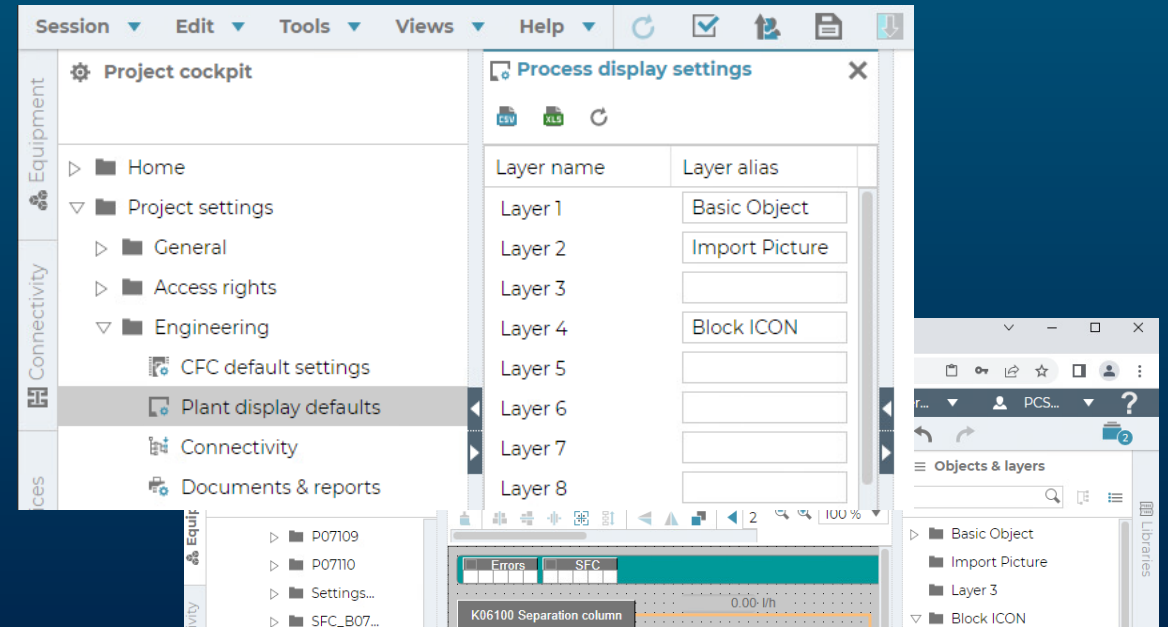 Session Edit Tools Views Help
Project cockpit
Process display settings
CSV XLS
Equipment
Connectivity
Layer name Layer alias
Home
Project settings
General
Access rights
Engineering
CFC default settings
Plant display defaults
Connectivity
Documents & reports
Layer 1 Basic Object
Layer 2 Import Picture
Layer 3
Layer 4 Block ICON
Layer 5
Layer 6
Layer 7
Layer 8
PCS... ?
2
Objects & layers
Libraries
Basic Object
Import Picture
Layer 3
Block ICON
P07109
P07110
Settings...
SFC_B07...
2 100 %
Errors SFC
0.00 l/h
K06100 Separation column